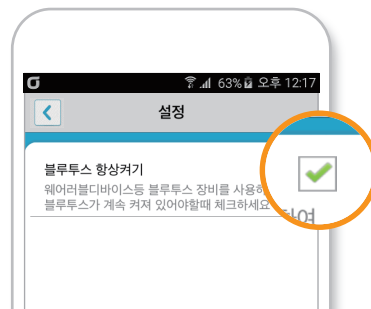 63% 오후 12:17
설정
블루투스 항상켜기
웨어러블디바이스등 블루투스 장비를 사용하
블루투스가 계속 켜져 있어야할때 체크하세요
하여